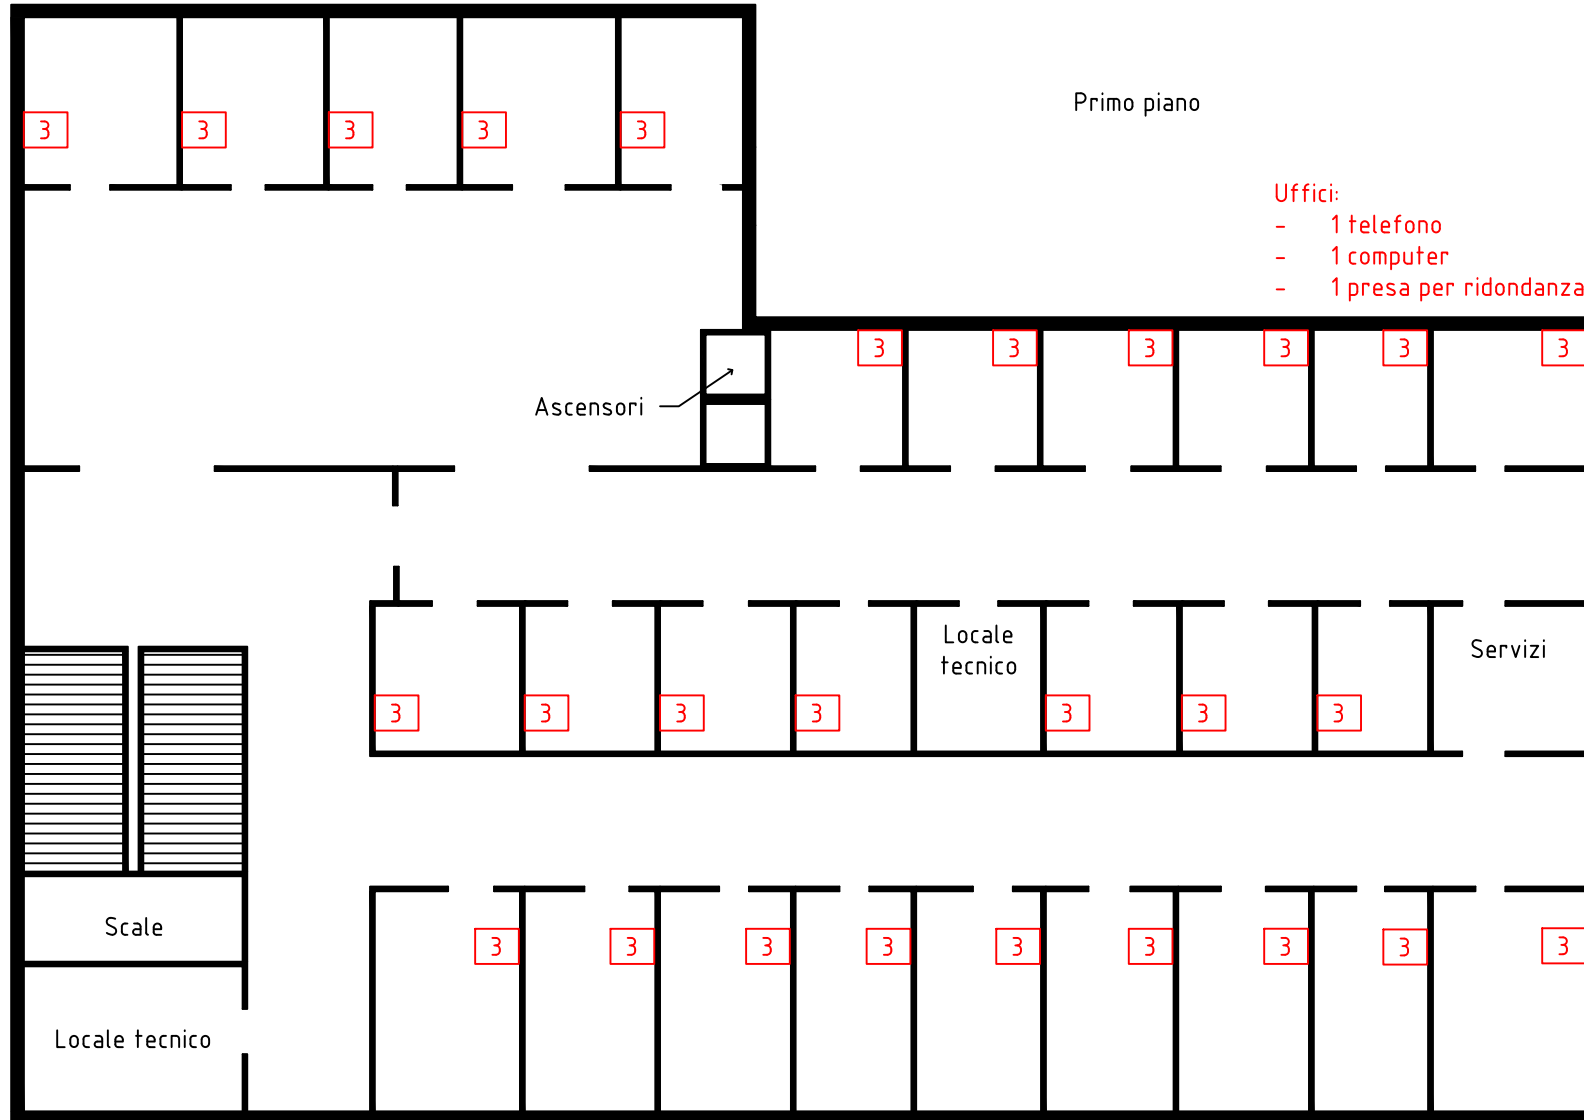 Primo piano
3 3 3 3 3
Uffici:
- 1 telefono
- 1 computer
- 1 presa per ridondanza
3 3 3 3 3 3
Ascensori
Locale
tecnico
Servizi
3 3 3 3 3 3 3
Scale
3 3 3 3 3 3 3 3 3
Locale tecnico